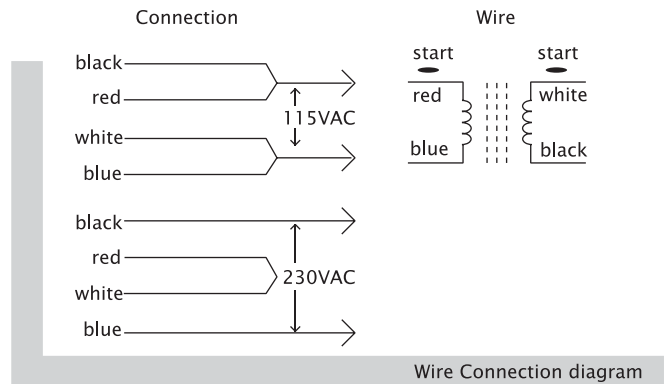 Connection
black
red
115VAC
white
blue
black
red
230VAC
white
blue
Wire
start start
red white
blue black
Wire Connection diagram